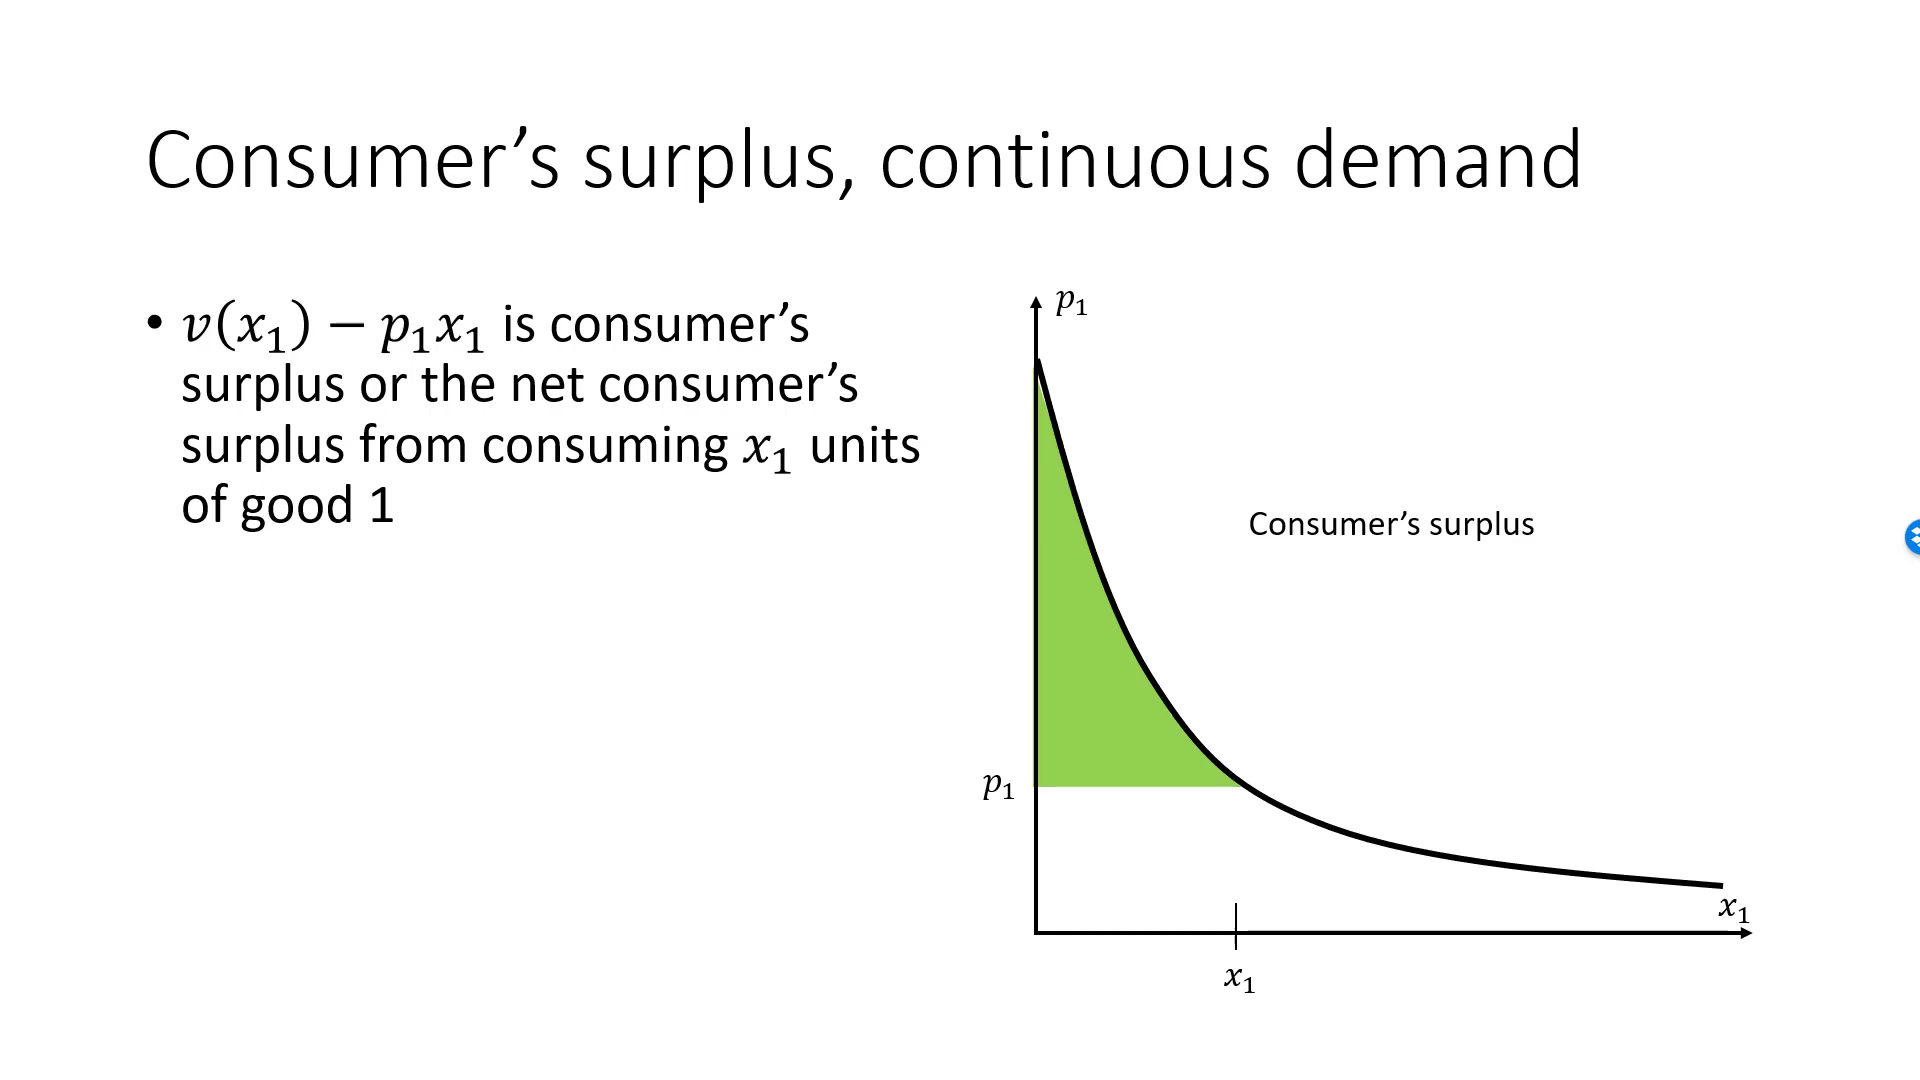 Consumer’s surplus, continuous demand
• 𝑣(𝑥₁) − 𝑝₁𝑥₁ is consumer’s
surplus or the net consumer’s
surplus from consuming 𝑥₁ units
of good 1
𝑝₁
Consumer’s surplus
𝑝₁
𝑥₁
𝑥₁